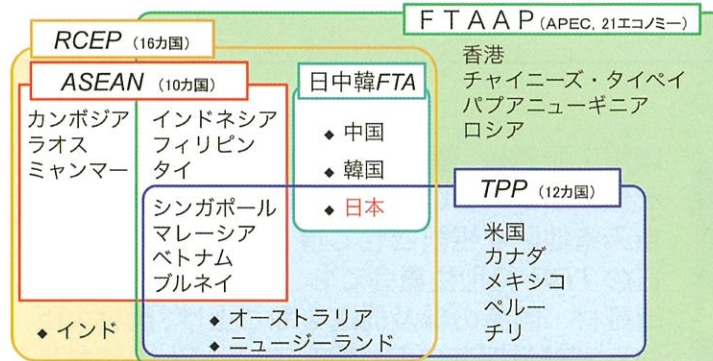 FTAAP(APEC, 21エコノミー)
RCEP (16カ国)
香港
チャイニーズ・タイペイ
パプアニューギニア
ロシア
ASEAN (10カ国)
日中韓FTA
カンボジア
ラオス
ミャンマー
インドネシア
フィリピン
タイ
◆ 中国
◆ 韓国
◆ 日本
TPP (12カ国)
シンガポール
マレーシア
ベトナム
ブルネイ
米国
カナダ
メキシコ
ペルー
チリ
◆ インド
◆ オーストラリア
◆ ニュージーランド